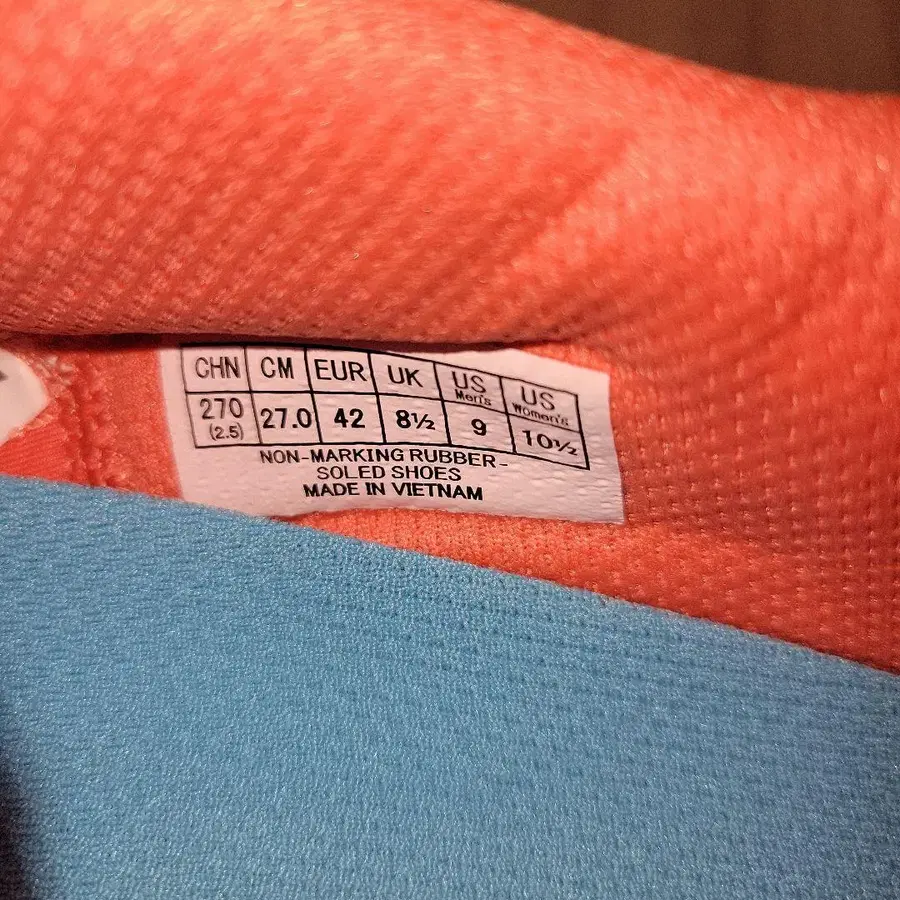 CHN CM EUR UK US Men's US Women's
270 (2.5) 27.0 42 8½ 9 10½
NON-MARKING RUBBER-
SOLED SHOES
MADE IN VIETNAM